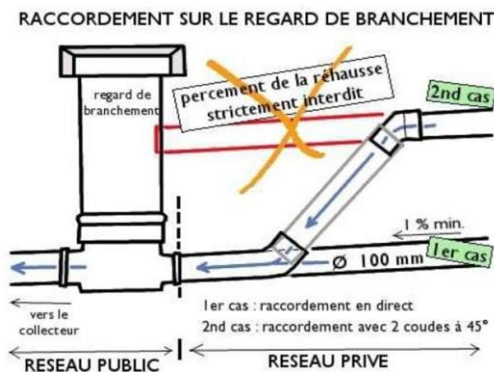 RACCORDEMENT SUR LE REGARD DE BRANCHEMENT
regard de
branchement
percement de la réhausse
strictement interdit
2nd cas
1 % min.
1er cas
Ø 100 mm
vers le
collecteur
1er cas : raccordement en direct
2nd cas : raccordement avec 2 coudes à 45°
RESEAU PUBLIC
RESEAU PRIVE